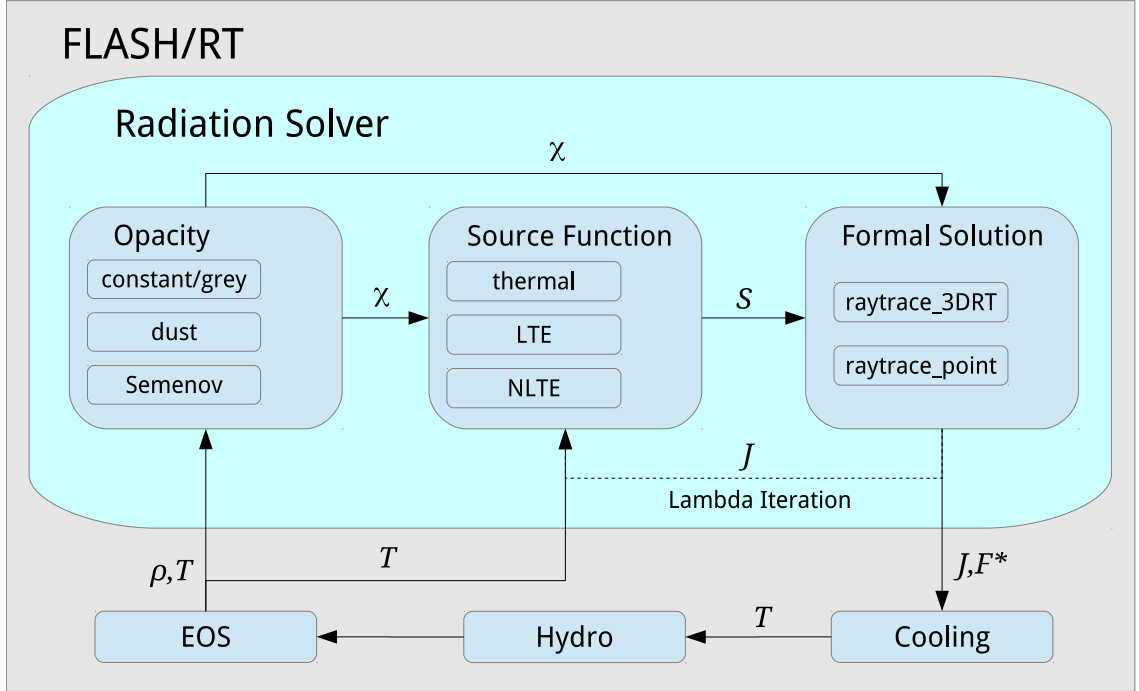 FLASH/RT
Radiation Solver
χ
Opacity
constant/grey
dust
Semenov
χ
Source Function
thermal
LTE
NLTE
S
Formal Solution
raytrace_3DRT
raytrace_point
J
Lambda Iteration
ρ,T
T
J,F*
EOS
Hydro
T
Cooling